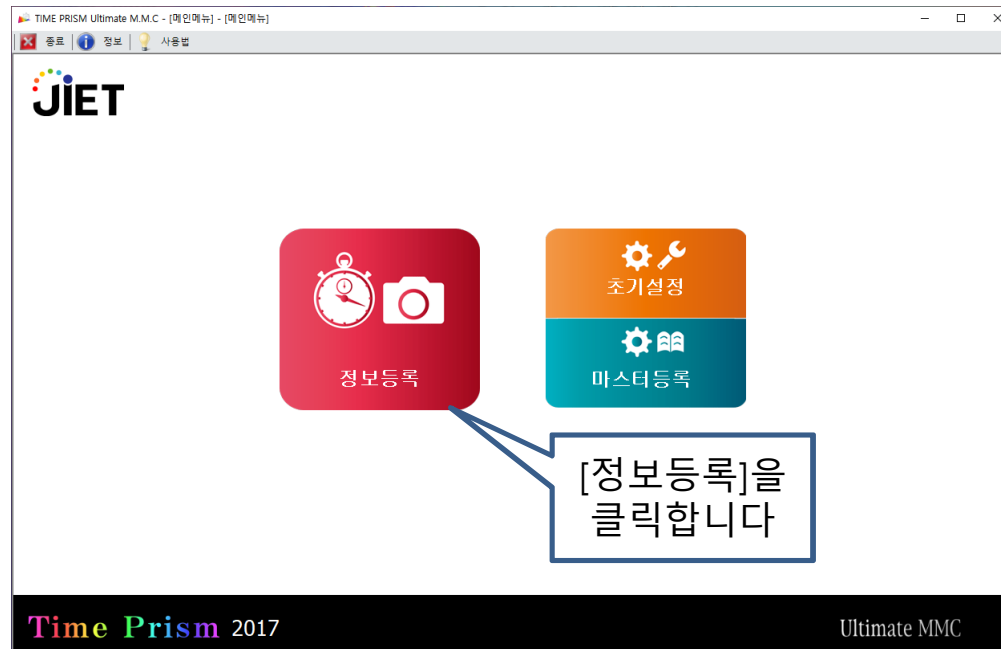 TIME PRISM Ultimate M.M.C - [메인메뉴] - [메인메뉴]
종료 정보 사용법
JIET
초기설정
정보등록
마스터등록
[정보등록]을
클릭합니다
Time Prism 2017
Ultimate MMC